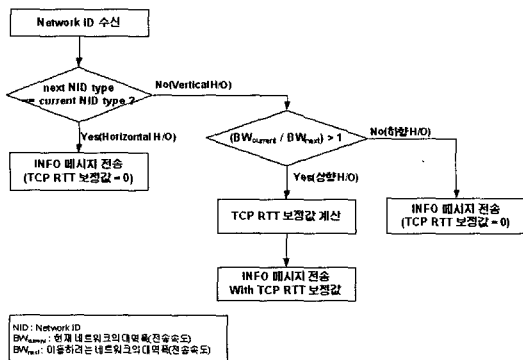 Network ID 수신
next NID type
== current NID type ?
No(Vertical H/O)
Yes(Horizontal H/O)
INFO 메시지 전송
(TCP RTT 보정값 = 0)
(BWcurrent / BWnext) > 1
No(하향 H/O)
Yes(상향 H/O)
TCP RTT 보정값 계산
INFO 메시지 전송
(TCP RTT 보정값 = 0)
INFO 메시지 전송
With TCP RTT 보정값
NID : Network ID
BWcurrent : 현재 네트워크의 대역폭(전송속도)
BWnext : 이동하려는 네트워크의 대역폭(전송속도)